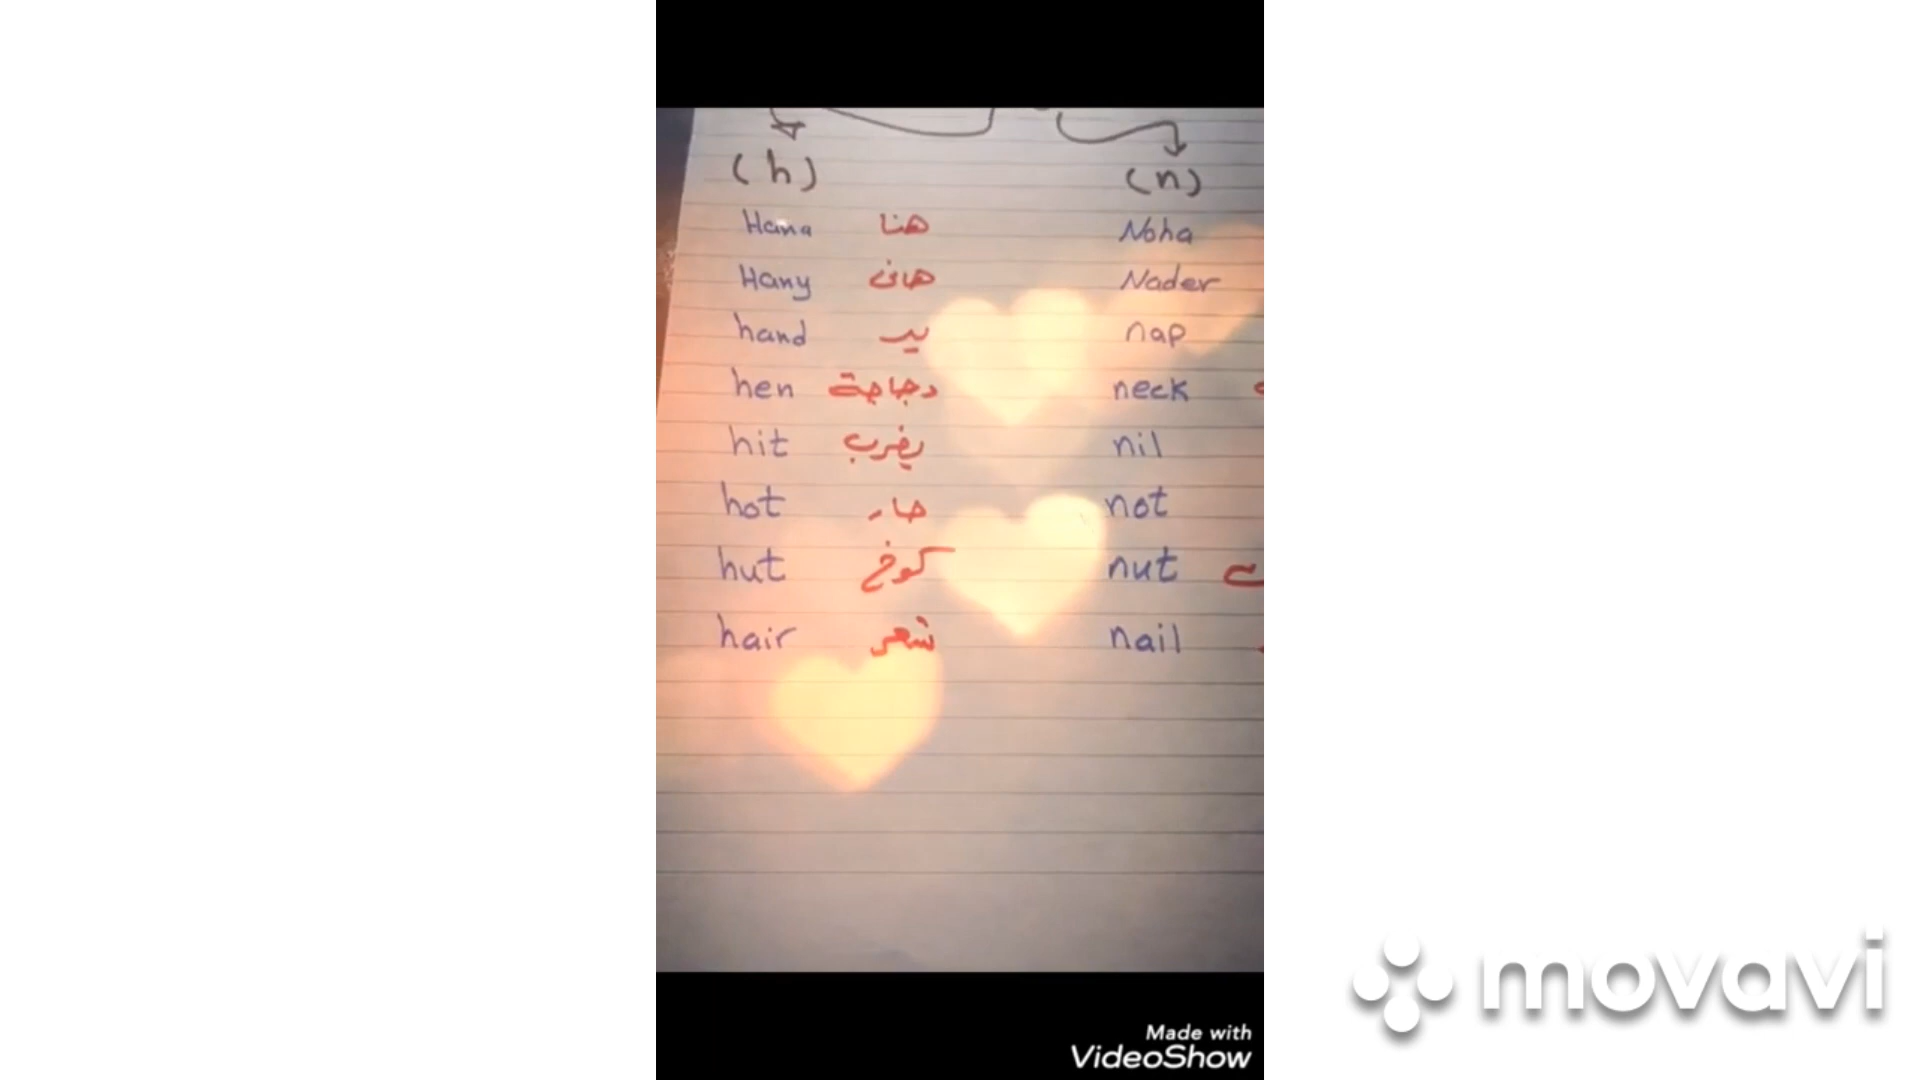 (h) (n)
Hana هنا Noha
Hany هانى Nader
hand يد nap
hen دجاجة neck
hit يضرب nil
hot حار not
hut كوخ nut
hair شعر nail
movavi
Made with
VideoShow